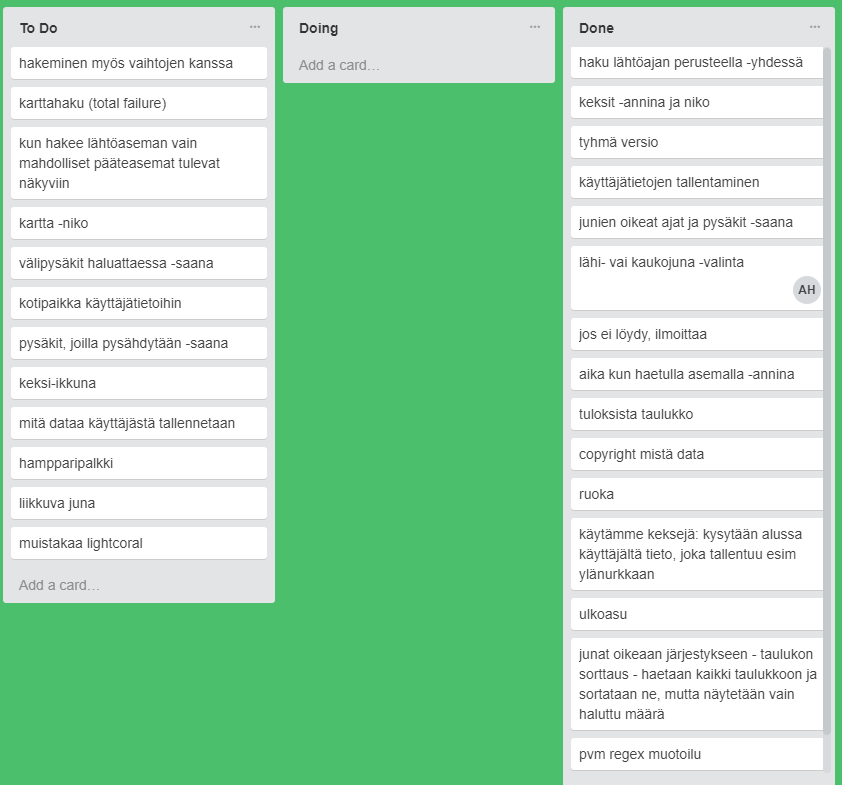 To Do
hakeminen myös vaihtojen kanssa
karttahaku (total failure)
kun hakee lähtöaseman vain
mahdolliset pääteasemat tulevat
näkyviin
kartta -niko
välipysäkit haluattaessa -saana
kotipaikka käyttäjätietoihin
pysäkit, joilla pysähdytään -saana
keksi-ikkuna
mitä dataa käyttäjästä tallennetaan
hampparipalkki
liikkuva juna
muistakaa lightcoral
Add a card…
Doing
Add a card…
Done
haku lähtöajan perusteella -yhdessä
keksit -annina ja niko
tyhmä versio
käyttäjätietojen tallentaminen
junien oikeat ajat ja pysäkit -saana
lähi- vai kaukojuna -valinta
AH
jos ei löydy, ilmoittaa
aika kun haetulla asemalla -annina
tuloksista taulukko
copyright mistä data
ruoka
käytämme keksejä: kysytään alussa
käyttäjältä tieto, joka tallentuu esim
ylänurkkaan
ulkoasu
junat oikeaan järjestykseen - taulukon
sorttaus - haetaan kaikki taulukkoon ja
sortataan ne, mutta näytetään vain
haluttu määrä
pvm regex muotoilu